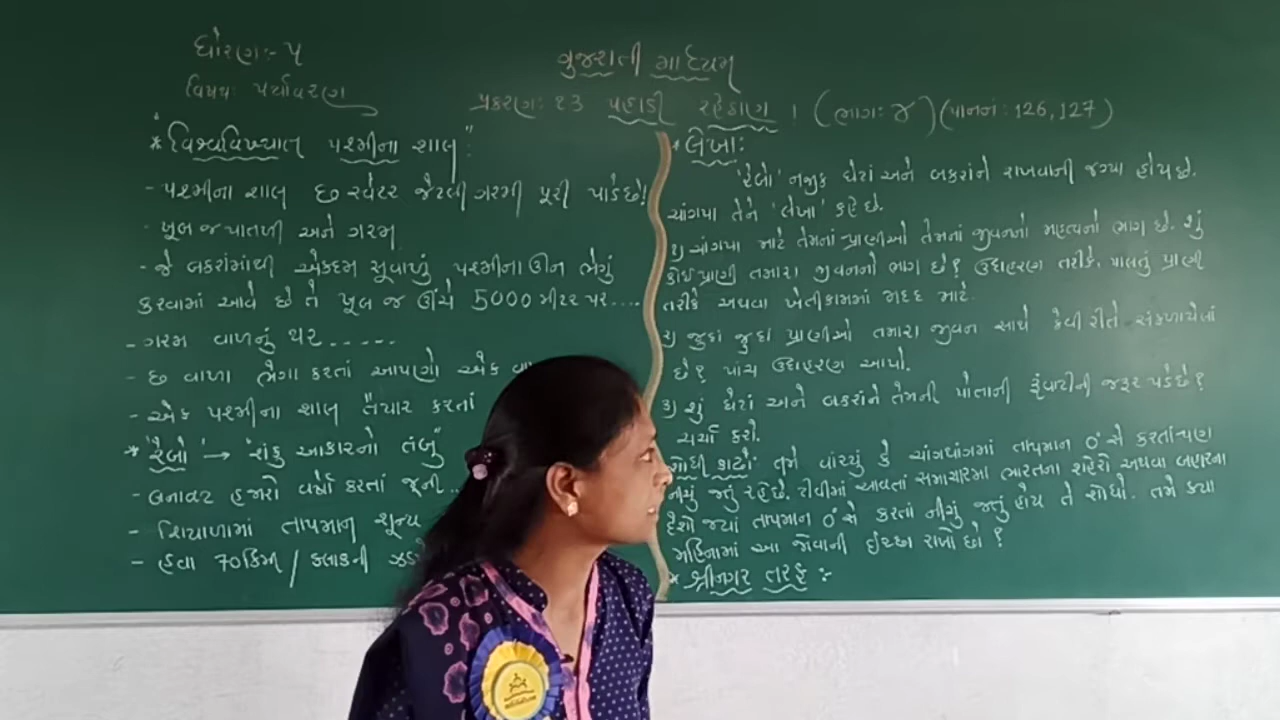 ધોરણ:- ૫
ગુજરાતી માધ્યમ
વિષય: પર્યાવરણ
પ્રકરણ: ૧૩ પહાડી રહેઠાણ । (ભાગ: ૪) (પાનનં: 126, 127)
* "વિશ્વવિખ્યાત પશ્મીના શાલ":
- પશ્મીના શાલ છ સ્વેટર જેટલી ગરમી પૂરી પાડે છે!
- ખૂબ જ પાતળી અને ગરમ
- જે બકરાંમાંથી એકદમ સુવાળું પશ્મીના ઊન ભેગું
કરવામાં આવે છે તે ખૂબ જ ઊંચે 5000 મીટર પર....
- ગરમ વાળનું થર .....
- છ વાળા ભેગા કરતાં આપણો એક વા
- એક પશ્મીના શાલ તૈયાર કરતાં
* 'રેબો' → 'શંકુ આકારનો તંબુ'
- બનાવટ હજારો વર્ષો કરતાં જૂની..
- શિયાળામાં તાપમાન શૂન્ય
- હવા 70કિમી / કલાકની ઝડ
* લેખા:
'રેબો' નજીક ઘેટાં અને બકરાંને રાખવાની જગ્યા હોય છે.
ચાંગપા તેને 'લેખા' કહે છે.
૧) ચાંગપા માટે તેમનાં પ્રાણીઓ તેમનાં જીવનનો મહત્વનો ભાગ છે. શું
કોઈ પ્રાણી તમારા જીવનનો ભાગ છે? ઉદાહરણ તરીકે, પાલતું પ્રાણી
તરીકે અથવા ખેતીકામમાં મદદ માટે.
૨) જુદાં જુદાં પ્રાણીઓ તમારા જીવન સાથે કેવી રીતે સંકળાયેલાં
છે? પાંચ ઉદાહરણ આપો.
૩) શું ઘેટાં અને બકરાંને તેમની પોતાની રૂંવાટીની જરૂર પડે છે?
ચર્ચા કરો.
શોધી કાઢો: તમે વાંચ્યું કે ચાંગથાંગમાં તાપમાન 0° સે કરતાં પણ
નીચું જતું રહે છે. ટીવીમાં આવતાં સમાચારમાં ભારતના શહેરો અથવા બહારના
દેશો જ્યાં તાપમાન 0° સે કરતાં નીચું જતું હોય તે શોધો. તમે કયા
મહિનામાં આ જોવાની ઈચ્છા રાખો છો?
* શ્રીનગર તરફ :-